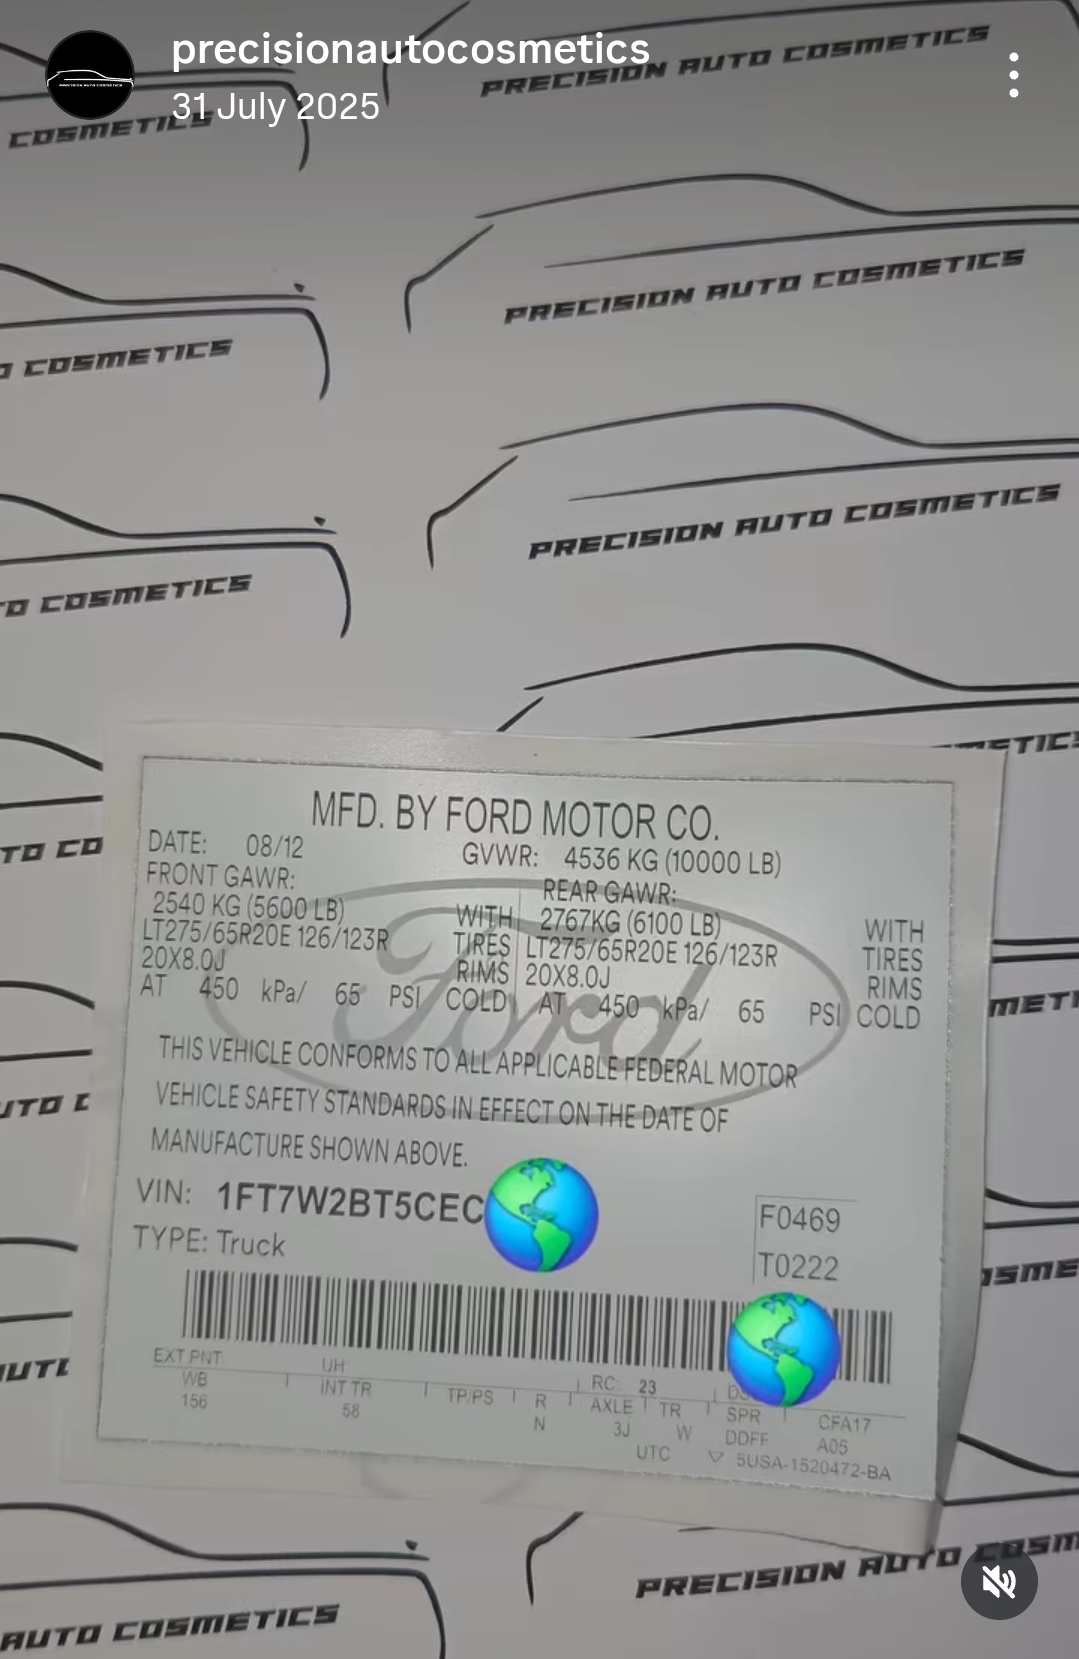 precisionautocosmetics
31 July 2025
PRECISION AUTO COSMETICS
COSMETICS
PRECISION AUTO COSMETICS
COSMETICS
PRECISION AUTO COSMETICS
COSMETICS
MFD. BY FORD MOTOR CO.
DATE: 08/12
GVWR: 4536 KG (10000 LB)
FRONT GAWR:
REAR GAWR:
2540 KG (5600 LB) WITH 2767KG (6100 LB) WITH
LT275/65R20E 126/123R TIRES LT275/65R20E 126/123R TIRES
20X8.0J RIMS 20X8.0J RIMS
AT 450 kPa/ 65 PSI COLD AT 450 kPa/ 65 PSI COLD
Ford
THIS VEHICLE CONFORMS TO ALL APPLICABLE FEDERAL MOTOR
VEHICLE SAFETY STANDARDS IN EFFECT ON THE DATE OF
MANUFACTURE SHOWN ABOVE.
VIN: 1FT7W2BT5CEC
F0469
TYPE: Truck
T0222
EXT PNT UH RC: 23
WB INT TR TP/PS R AXLE TR SPR CFA17
156 58 N 3J W DDFF A05
UTC ▽ 5USA-1520472-BA
PRECISION AUTO COSM
AUTO COSMETICS